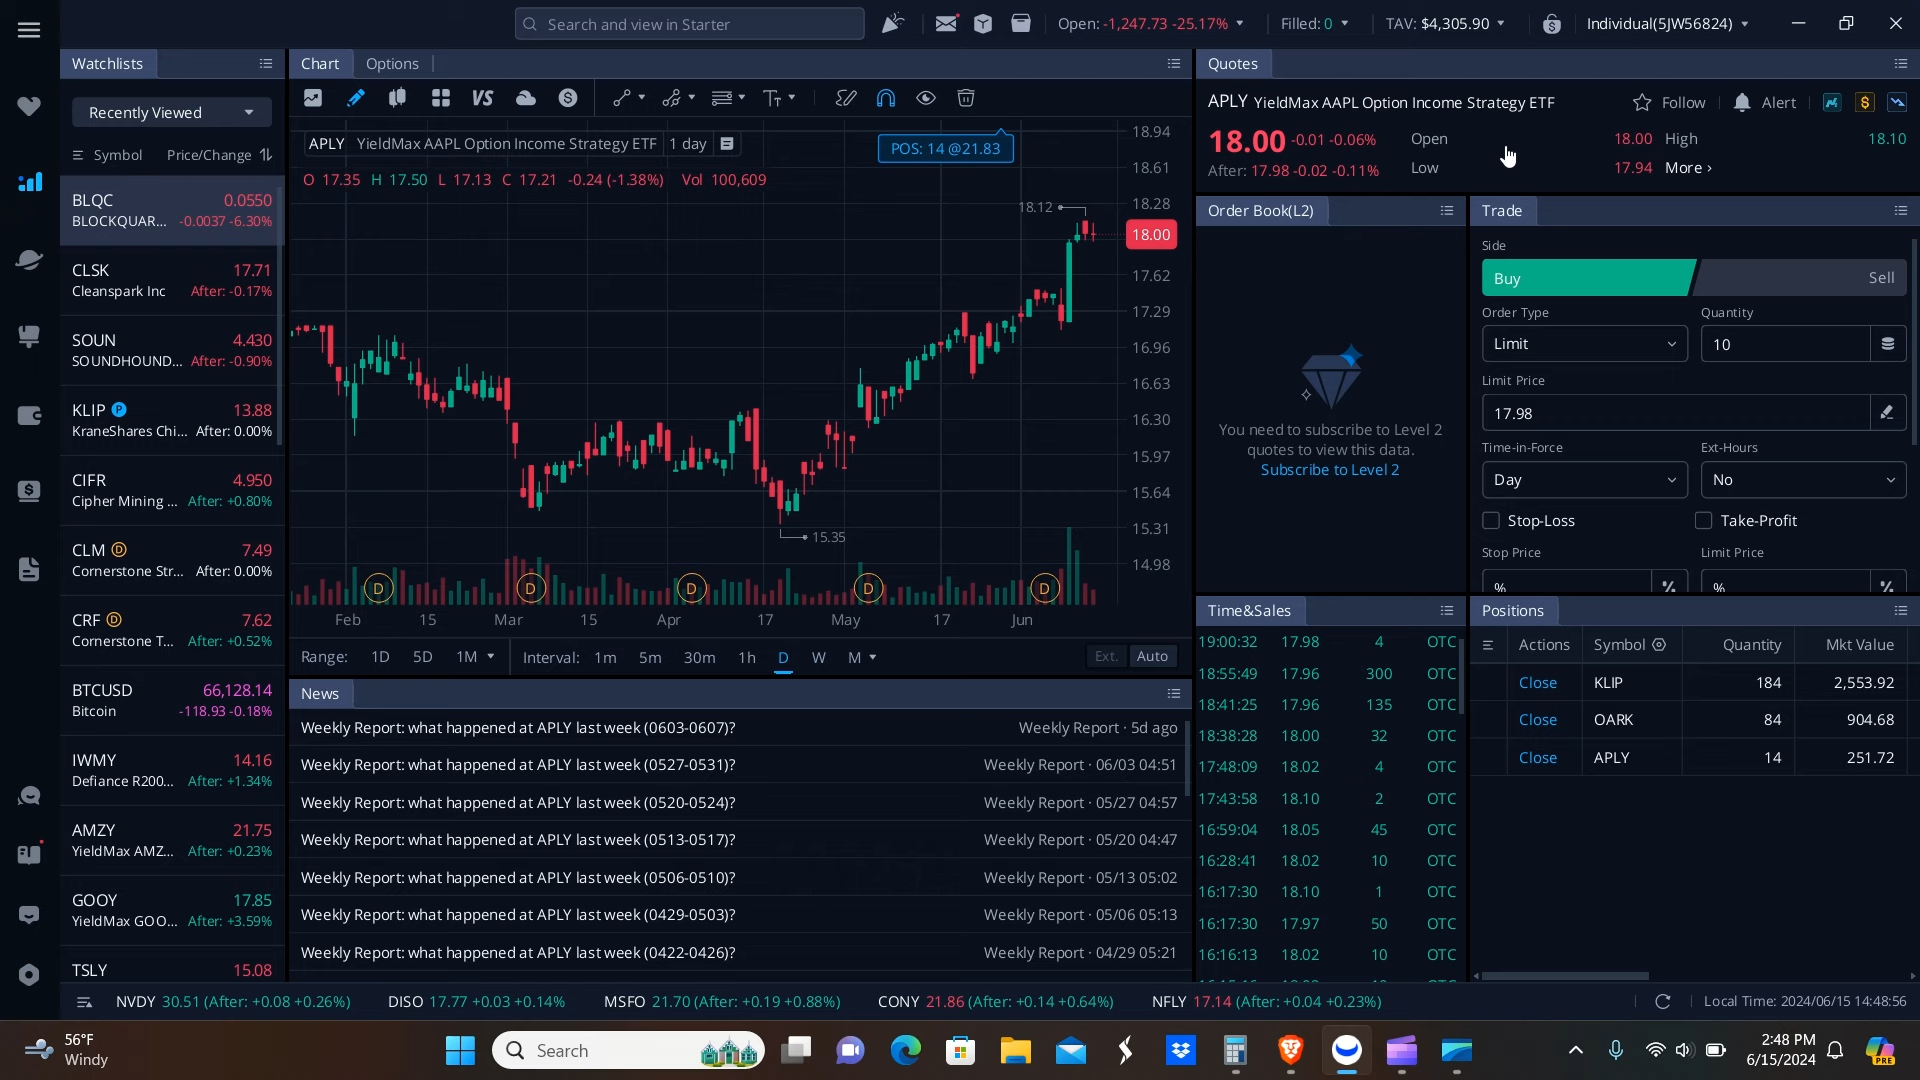 Search and view in Starter
Open: -1,247.73 -25.17%
Filled: 0
TAV: $4,305.90
Individual(5JW56824)
Watchlists
Recently Viewed
Symbol Price/Change
BLQC 0.0550
BLOCKQUAR... -0.0037 -6.30%
CLSK 17.71
Cleanspark Inc After: -0.17%
SOUN 4.430
SOUNDHOUND... After: -0.90%
KLIP P 13.88
KraneShares Chi... After: 0.00%
CIFR 4.950
Cipher Mining ... After: +0.80%
CLM D 7.49
Cornerstone Str... After: 0.00%
CRF D 7.62
Cornerstone T... After: +0.52%
BTCUSD 66,128.14
Bitcoin -118.93 -0.18%
IWMY 14.16
Defiance R200... After: +1.34%
AMZY 21.75
YieldMax AMZ... After: +0.23%
GOOY 17.85
YieldMax GOO... After: +3.59%
TSLY 15.08
Chart Options
VS
APLY YieldMax AAPL Option Income Strategy ETF 1 day
POS: 14 @21.83
O 17.35 H 17.50 L 17.13 C 17.21 -0.24 (-1.38%) Vol 100,609
18.12
15.35
18.94
18.61
18.28
18.00
17.62
17.29
16.96
16.63
16.30
15.97
15.64
15.31
14.98
D D D D D
Feb 15 Mar 15 Apr 17 May 17 Jun
Range: 1D 5D 1M
Interval: 1m 5m 30m 1h D W M
Ext. Auto
News
Weekly Report: what happened at APLY last week (0603-0607)? Weekly Report · 5d ago
Weekly Report: what happened at APLY last week (0527-0531)? Weekly Report · 06/03 04:51
Weekly Report: what happened at APLY last week (0520-0524)? Weekly Report · 05/27 04:57
Weekly Report: what happened at APLY last week (0513-0517)? Weekly Report · 05/20 04:47
Weekly Report: what happened at APLY last week (0506-0510)? Weekly Report · 05/13 05:02
Weekly Report: what happened at APLY last week (0429-0503)? Weekly Report · 05/06 05:13
Weekly Report: what happened at APLY last week (0422-0426)? Weekly Report · 04/29 05:21
Quotes
APLY YieldMax AAPL Option Income Strategy ETF
Follow
Alert
18.00 -0.01 -0.06%
After: 17.98 -0.02 -0.11%
Open 18.00 High 18.10
Low 17.94 More ›
Order Book(L2)
You need to subscribe to Level 2
quotes to view this data.
Subscribe to Level 2
Trade
Side
Buy Sell
Order Type Quantity
Limit 10
Limit Price
17.98
Time-in-Force Ext-Hours
Day No
Stop-Loss Take-Profit
Stop Price Limit Price
% %
Time&Sales
19:00:32 17.98 4 OTC
18:55:49 17.96 300 OTC
18:41:25 17.96 135 OTC
18:38:28 18.00 32 OTC
17:48:09 18.02 4 OTC
17:43:58 18.10 2 OTC
16:59:04 18.05 45 OTC
16:28:41 18.02 10 OTC
16:17:30 18.10 1 OTC
16:17:30 17.97 50 OTC
16:16:13 18.02 10 OTC
Positions
Actions Symbol Quantity Mkt Value
Close KLIP 184 2,553.92
Close OARK 84 904.68
Close APLY 14 251.72
NVDY 30.51 (After: +0.08 +0.26%)
DISO 17.77 +0.03 +0.14%
MSFO 21.70 (After: +0.19 +0.88%)
CONY 21.86 (After: +0.14 +0.64%)
NFLY 17.14 (After: +0.04 +0.23%)
Local Time: 2024/06/15 14:48:56
56°F
Windy
Search
2:48 PM
6/15/2024
PRE